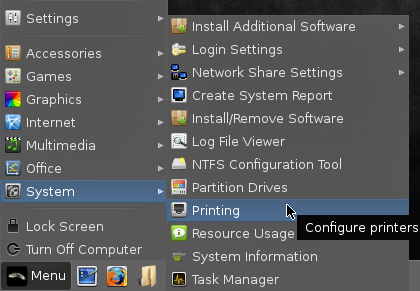 Settings
Accessories
Games
Graphics
Internet
Multimedia
Office
System
Lock Screen
Turn Off Computer
Menu
Install Additional Software
Login Settings
Network Share Settings
Create System Report
Install/Remove Software
Log File Viewer
NTFS Configuration Tool
Partition Drives
Printing
Configure printers
Resource Usage
System Information
Task Manager